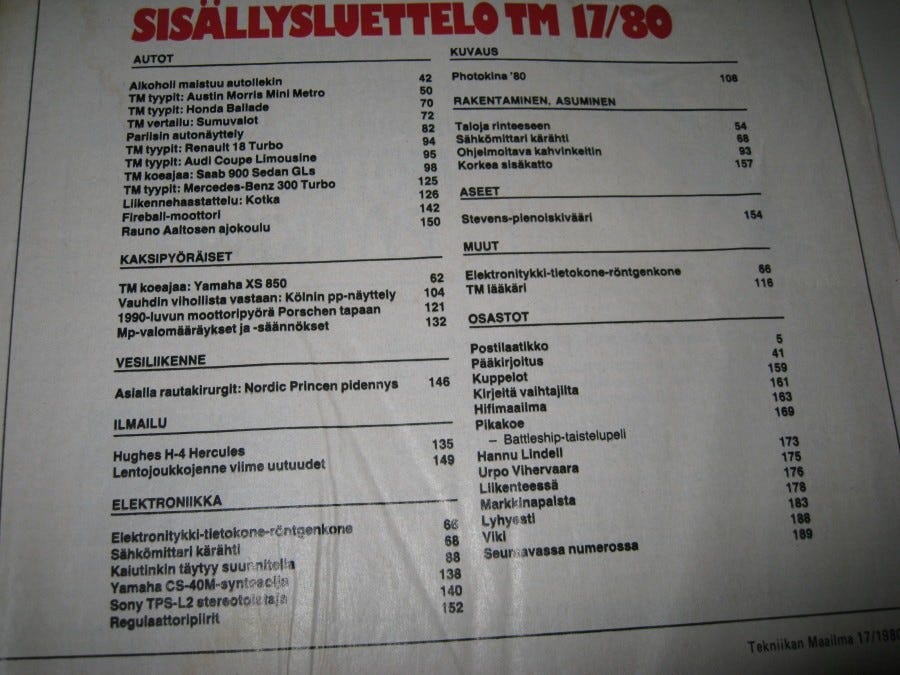 SISÄLLYSLUETTELO TM 17/80
AUTOT
Alkoholi maistuu autollekin 42
TM tyypit: Austin Morris Mini Metro 50
TM tyypit: Honda Ballade 70
TM vertailu: Sumuvalot 72
Pariisin autonäyttely 82
TM tyypit: Renault 18 Turbo 94
TM tyypit: Audi Coupe Limousine 95
TM koeajaa: Saab 900 Sedan GLs 98
TM tyypit: Mercedes-Benz 300 Turbo 125
Liikennehaastattelu: Kotka 126
Fireball-moottori 142
Rauno Aaltosen ajokoulu 150
KAKSIPYÖRÄISET
TM koeajaa: Yamaha XS 850 62
Vauhdin vihollista vastaan: Kölnin pp-näyttely 104
1990-luvun moottoripyörä Porschen tapaan 121
Mp-valomääräykset ja -säännökset 132
VESILIIKENNE
Asialla rautakirurgit: Nordic Princen pidennys 146
ILMAILU
Hughes H-4 Hercules 135
Lentojoukkojenne viime uutuudet 149
ELEKTRONIIKKA
Elektronitykki-tietokone-röntgenkone 66
Sähkömittari kärähti 68
Kaiutinkin täytyy suunnitella 88
Yamaha CS-40M-syntesoija 138
Sony TPS-L2 stereotoistaja 140
Regulaattoripiirit 152
KUVAUS
Photokina '80 108
RAKENTAMINEN, ASUMINEN
Taloja rinteeseen 54
Sähkömittari kärähti 68
Ohjelmoitava kahvinkeitin 93
Korkea sisäkatto 157
ASEET
Stevens-pienoiskivääri 154
MUUT
Elektronitykki-tietokone-röntgenkone 66
TM lääkäri 116
OSASTOT
Postilaatikko 5
Pääkirjoitus 41
Kuppelot 159
Kirjeitä vaihtajilta 161
Hifimaailma 163
Pikakoe 169
– Battleship-taistelupeli
Hannu Lindell 173
Urpo Vihervaara 175
Liikenteessä 176
Markkinapaista 178
Lyhyesti 183
Viki 188
Seuraavassa numerossa 189
Tekniikan Maailma 17/1980